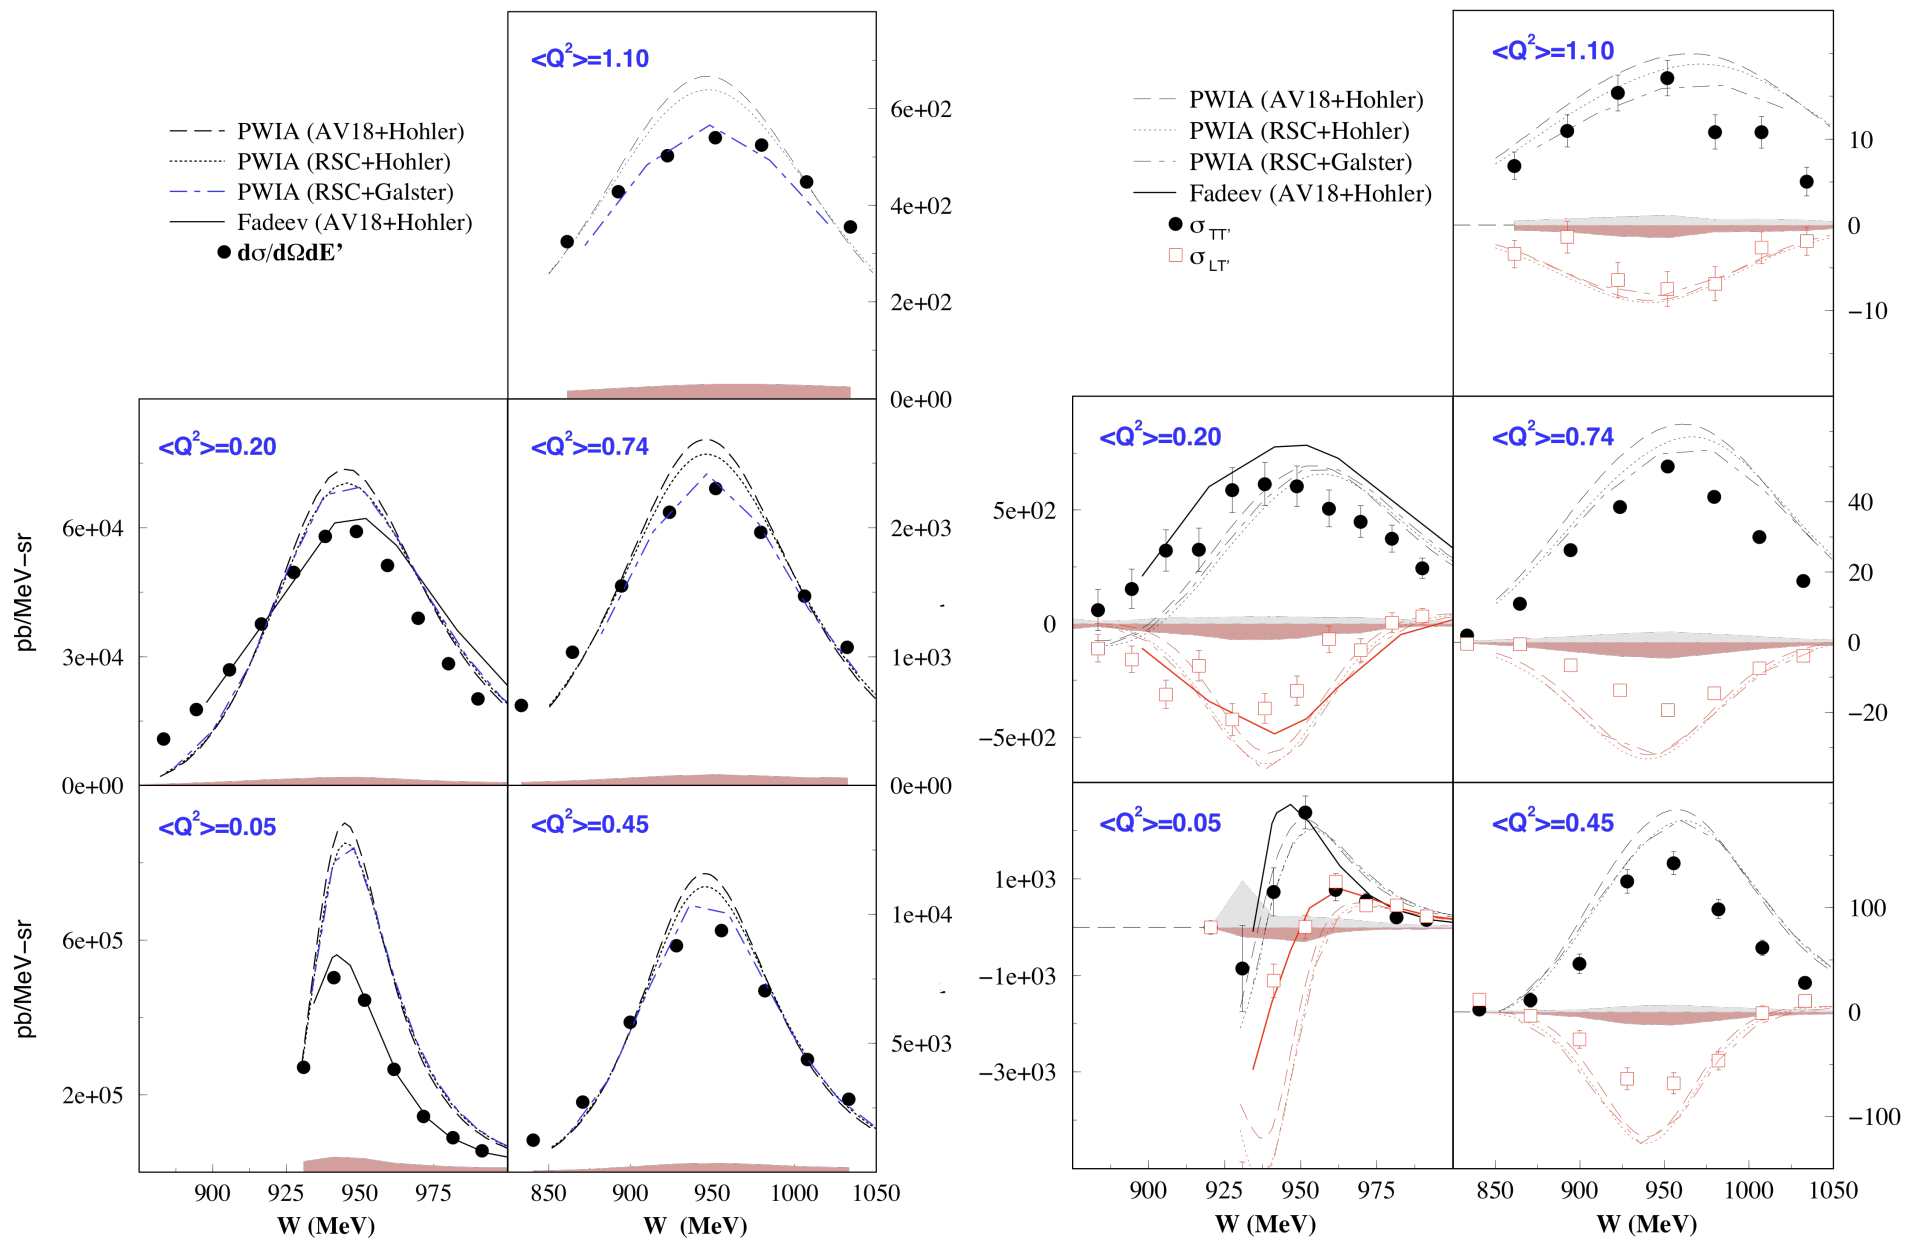 <Q²>=1.10
PWIA (AV18+Hohler)
PWIA (RSC+Hohler)
PWIA (RSC+Galster)
Fadeev (AV18+Hohler)
dσ/dΩdE’
6e+02
4e+02
2e+02
0e+00
<Q²>=0.20
<Q²>=0.74
6e+04
3e+04
0e+00
2e+03
1e+03
0e+00
pb/MeV−sr
<Q²>=0.05
<Q²>=0.45
6e+05
2e+05
1e+04
5e+03
pb/MeV−sr
900 925 950 975
850 900 950 1000 1050
W (MeV)
W (MeV)
<Q²>=1.10
PWIA (AV18+Hohler)
PWIA (RSC+Hohler)
PWIA (RSC+Galster)
Fadeev (AV18+Hohler)
σTT’
σLT’
10
0
−10
<Q²>=0.20
<Q²>=0.74
5e+02
0
−5e+02
40
20
0
−20
<Q²>=0.05
<Q²>=0.45
1e+03
−1e+03
−3e+03
100
0
−100
900 925 950 975
850 900 950 1000 1050
W (MeV)
W (MeV)